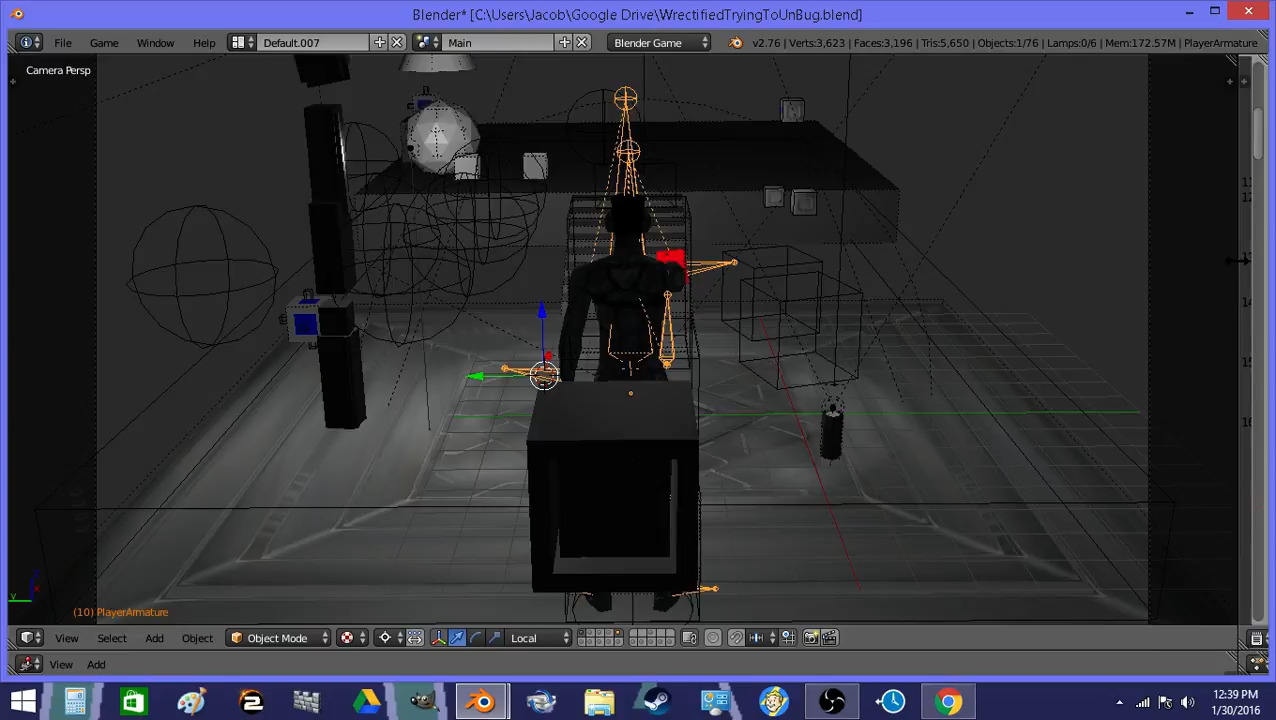 Blender* [C:\Users\Jacob\Google Drive\WrectifiedTryingToUnBug.blend]
File Game Window Help Default.007 Main Blender Game v2.76 | Verts:3,623 | Faces:3,196 | Tris:5,650 | Objects:1/76 | Lamps:0/6 | Mem:172.57M | PlayerArmature
Camera Persp
(10) PlayerArmature
View Select Add Object Object Mode Local
View Add
12:39 PM
1/30/2016